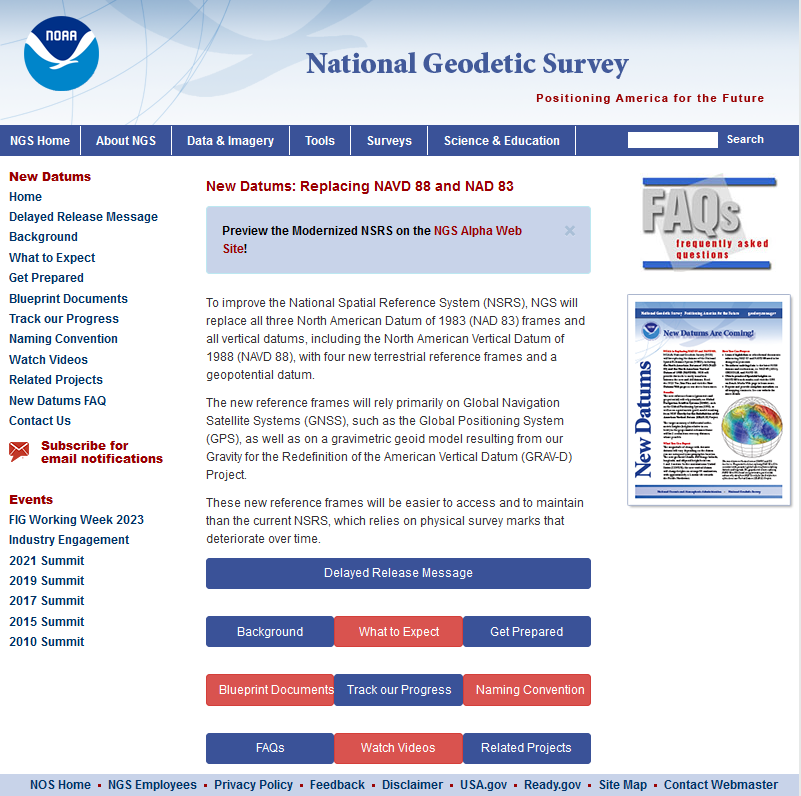 NOAA
National Geodetic Survey
Positioning America for the Future
NGS Home
About NGS
Data & Imagery
Tools
Surveys
Science & Education
Search
New Datums
Home
Delayed Release Message
Background
What to Expect
Get Prepared
Blueprint Documents
Track our Progress
Naming Convention
Watch Videos
Related Projects
New Datums FAQ
Contact Us
Subscribe for
email notifications
Events
FIG Working Week 2023
Industry Engagement
2021 Summit
2019 Summit
2017 Summit
2015 Summit
2010 Summit
New Datums: Replacing NAVD 88 and NAD 83
Preview the Modernized NSRS on the NGS Alpha Web
Site!
×
To improve the National Spatial Reference System (NSRS), NGS will
replace all three North American Datum of 1983 (NAD 83) frames and
all vertical datums, including the North American Vertical Datum of
1988 (NAVD 88), with four new terrestrial reference frames and a
geopotential datum.
The new reference frames will rely primarily on Global Navigation
Satellite Systems (GNSS), such as the Global Positioning System
(GPS), as well as on a gravimetric geoid model resulting from our
Gravity for the Redefinition of the American Vertical Datum (GRAV-D)
Project.
These new reference frames will be easier to access and to maintain
than the current NSRS, which relies on physical survey marks that
deteriorate over time.
Delayed Release Message
Background
What to Expect
Get Prepared
Blueprint Documents
Track our Progress
Naming Convention
FAQs
Watch Videos
Related Projects
FAQs
frequently asked
questions
National Geodetic Survey Positioning America for the Future
New Datums Are Coming!
New Datums
NOS Home ▪ NGS Employees ▪ Privacy Policy ▪ Feedback ▪ Disclaimer ▪ USA.gov ▪ Ready.gov ▪ Site Map ▪ Contact Webmaster